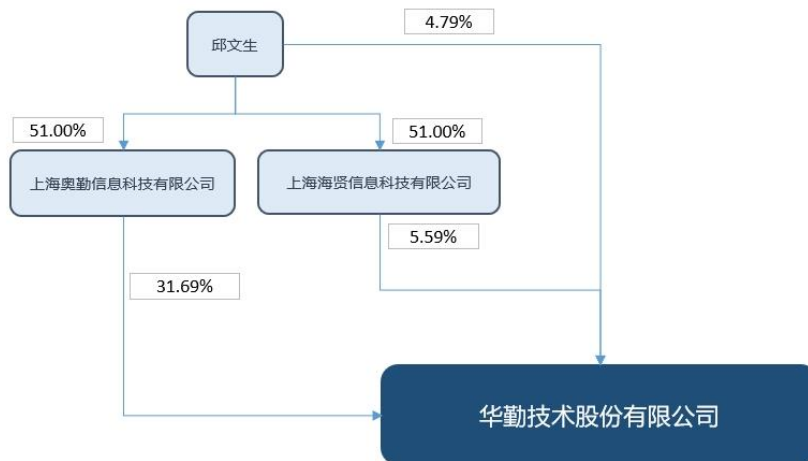 4.79%
邱文生
51.00%
51.00%
上海奥勤信息科技有限公司
上海海贤信息科技有限公司
5.59%
31.69%
华勤技术股份有限公司